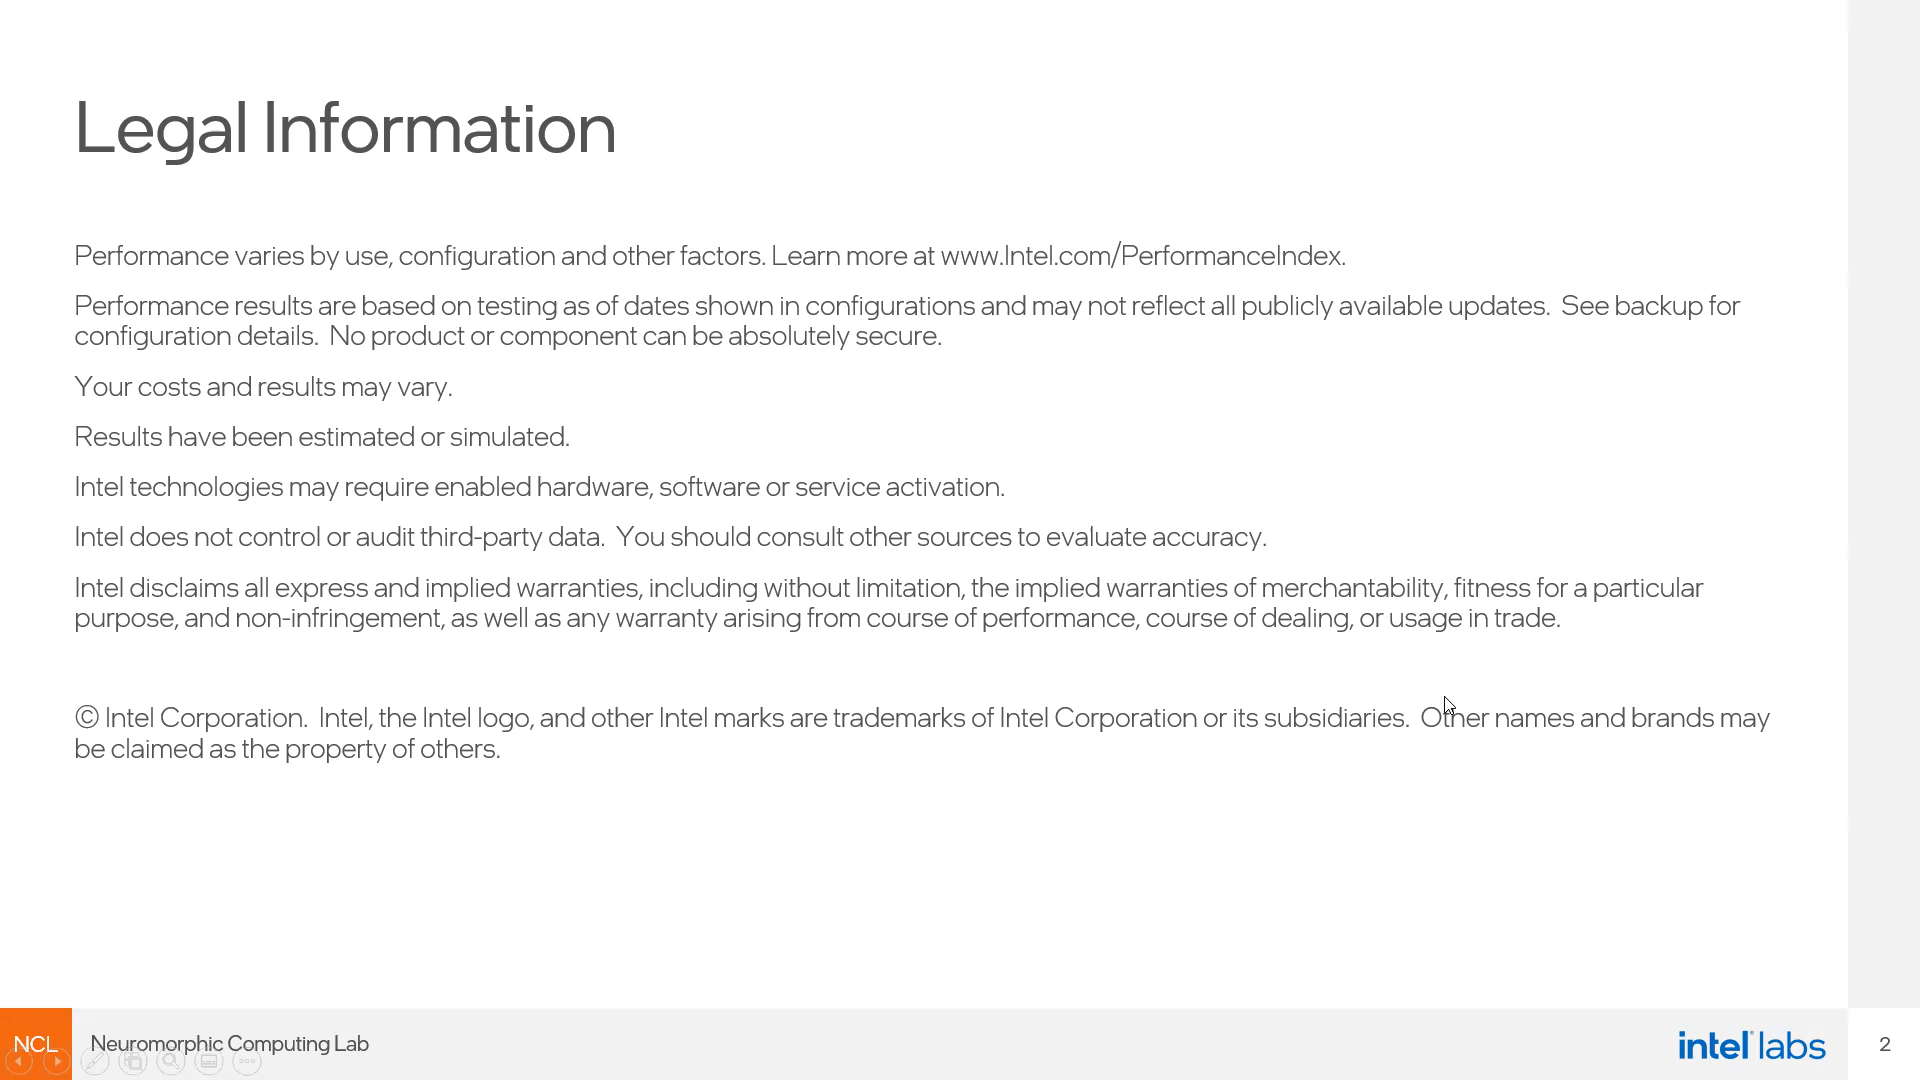 Legal Information
Performance varies by use, configuration and other factors. Learn more at www.Intel.com/PerformanceIndex.
Performance results are based on testing as of dates shown in configurations and may not reflect all publicly available updates.  See backup for
configuration details.  No product or component can be absolutely secure.
Your costs and results may vary.
Results have been estimated or simulated.
Intel technologies may require enabled hardware, software or service activation.
Intel does not control or audit third-party data.  You should consult other sources to evaluate accuracy.
Intel disclaims all express and implied warranties, including without limitation, the implied warranties of merchantability, fitness for a particular
purpose, and non-infringement, as well as any warranty arising from course of performance, course of dealing, or usage in trade.
© Intel Corporation.  Intel, the Intel logo, and other Intel marks are trademarks of Intel Corporation or its subsidiaries.  Other names and brands may
be claimed as the property of others.
NCL
Neuromorphic Computing Lab
intel labs
2